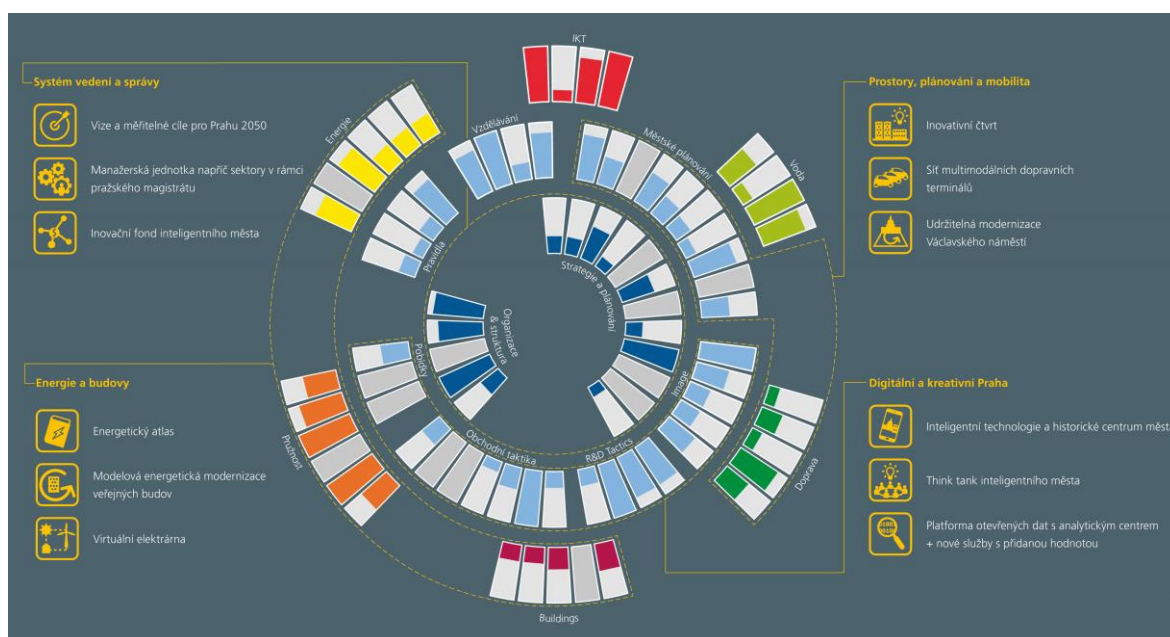 IKT
Systém vedení a správy
Vize a měřitelné cíle pro Prahu 2050
Manažerská jednotka napříč sektory v rámci
pražského magistrátu
Inovační fond inteligentního města
Energie
Vzdělávání
Městské plánování
Voda
Pravidla
Strategie a plánování
Organizace
& struktura
Pobídky
Image
Obchodní taktika
R&D Tactics
Pružnost
Doprava
Buildings
Prostory, plánování a mobilita
Inovativní čtvrt
Síť multimodálních dopravních
terminálů
Udržitelná modernizace
Václavského náměstí
Energie a budovy
Energetický atlas
Modelová energetická modernizace
veřejných budov
Virtuální elektrárna
Digitální a kreativní Praha
Inteligentní technologie a historické centrum města
Think tank inteligentního města
Platforma otevřených dat s analytickým centrem
+ nové služby s přidanou hodnotou